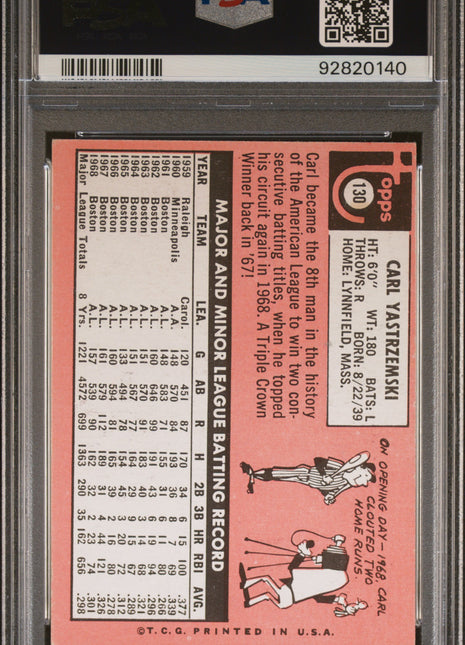 92820140
Topps
130
CARL YASTRZEMSKI
HT: 6'0" WT: 180 BATS: L
THROWS: R BORN: 8/22/39
HOME: LYNNFIELD, MASS.
Carl became the 8th man in the history
of the American League to win two con-
secutive batting titles, when he topped
his circuit again in 1968. A Triple Crown
Winner back in '67!
ON OPENING DAY—1968, CARL
CLOUTED TWO
HOME RUNS.
MAJOR AND MINOR LEAGUE BATTING RECORD
YEAR TEAM LEA. G AB R H 2B 3B HR RBI AVG.
1959 Raleigh Carol. 120 451 87 170 34 6 15 100 .377
1960 Minneapolis A.A. 148 570 84 193 36 8 7 69 .339
1961 Boston A.L. 148 583 71 155 31 6 11 80 .266
1962 Boston A.L. 160 646 99 191 43 6 19 94 .296
1963 Boston A.L. 151 570 91 183 40 3 14 68 .321
1964 Boston A.L. 151 567 77 164 29 9 15 67 .289
1965 Boston A.L. 133 494 78 154 45 3 20 72 .312
1966 Boston A.L. 160 594 81 165 39 2 16 80 .278
1967 Boston A.L. 161 579 112 189 31 4 44 121 .326
1968 Boston A.L. 157 539 90 162 32 2 23 74 .301
Major League Totals 8 Yrs. 1221 4572 699 1363 290 35 162 656 .298
©T.C.G. PRINTED IN U.S.A.